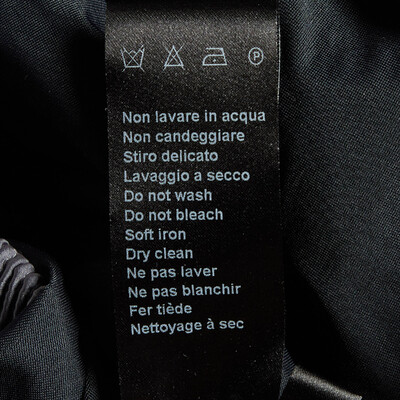 P
Non lavare in acqua
Non candeggiare
Stiro delicato
Lavaggio a secco
Do not wash
Do not bleach
Soft iron
Dry clean
Ne pas laver
Ne pas blanchir
Fer tiède
Nettoyage à sec